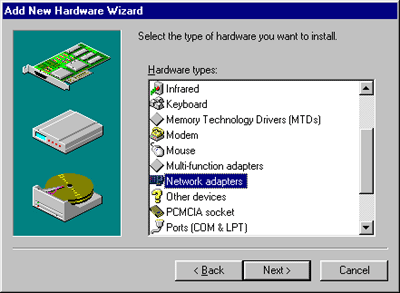 Add New Hardware Wizard
Select the type of hardware you want to install.
Hardware types:
Infrared
Keyboard
Memory Technology Drivers (MTDs)
Modem
Mouse
Multi-function adapters
Network adapters
Other devices
PCMCIA socket
Ports (COM & LPT)
< Back
Next >
Cancel